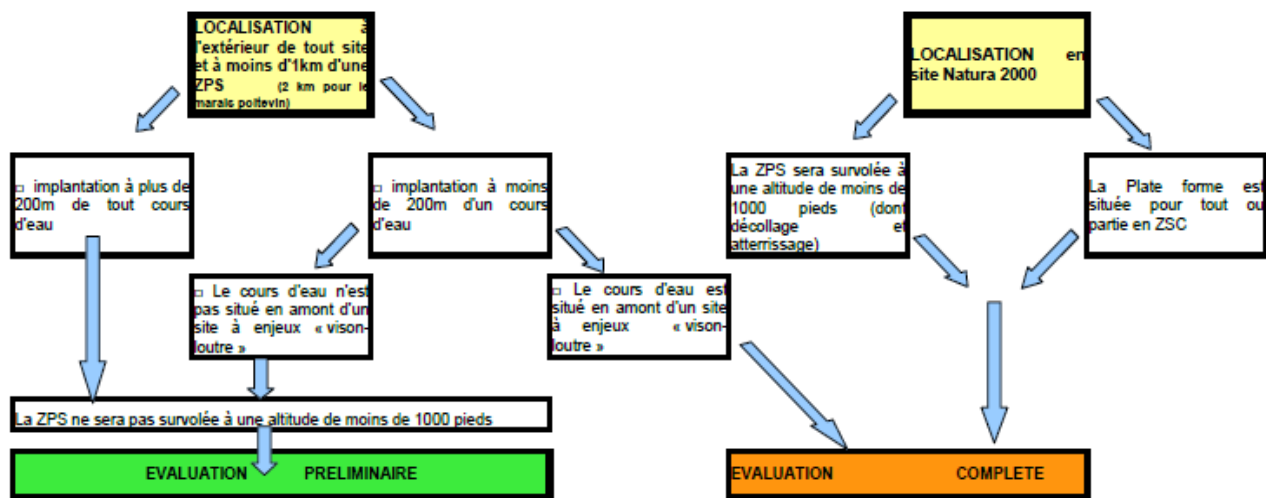 LOCALISATION à
l'extérieur de tout site
et à moins d'1km d'une
ZPS (2 km pour le
marais poitevin)
LOCALISATION en
site Natura 2000
□ implantation à plus de
200m de tout cours
d'eau
□ implantation à moins
de 200m d'un cours
d'eau
La ZPS sera survolée à
une altitude de moins de
1000 pieds (dont
décollage et
atterrissage)
La Plate forme est
située pour tout ou
partie en ZSC
□ Le cours d'eau n'est
pas situé en amont d'un
site à enjeux « vison-
loutre »
□ Le cours d'eau est
situé en amont d'un site
à enjeux « vison-
loutre »
La ZPS ne sera pas survolée à une altitude de moins de 1000 pieds
EVALUATION PRELIMINAIRE
EVALUATION COMPLETE